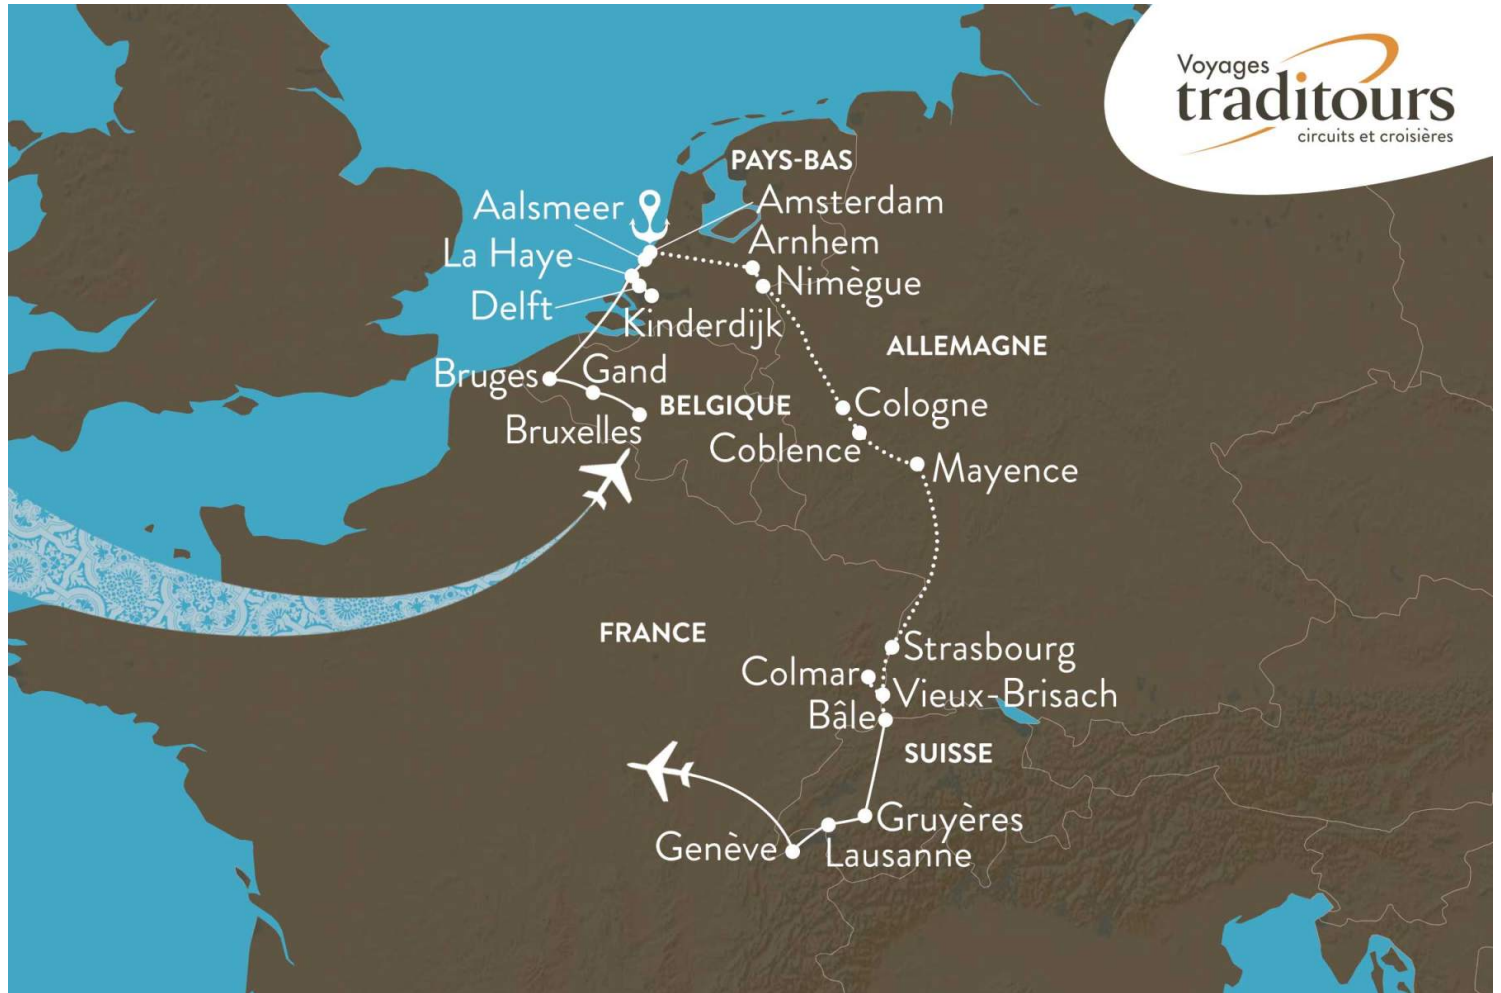 Voyages
traditours
circuits et croisières
PAYS-BAS
Aalsmeer
Amsterdam
La Haye
Arnhem
Nimègue
Delft
Kinderdijk
ALLEMAGNE
Bruges
Gand
BELGIQUE
Cologne
Bruxelles
Coblence
Mayence
FRANCE
Strasbourg
Colmar
Vieux-Brisach
Bâle
SUISSE
Gruyères
Genève
Lausanne